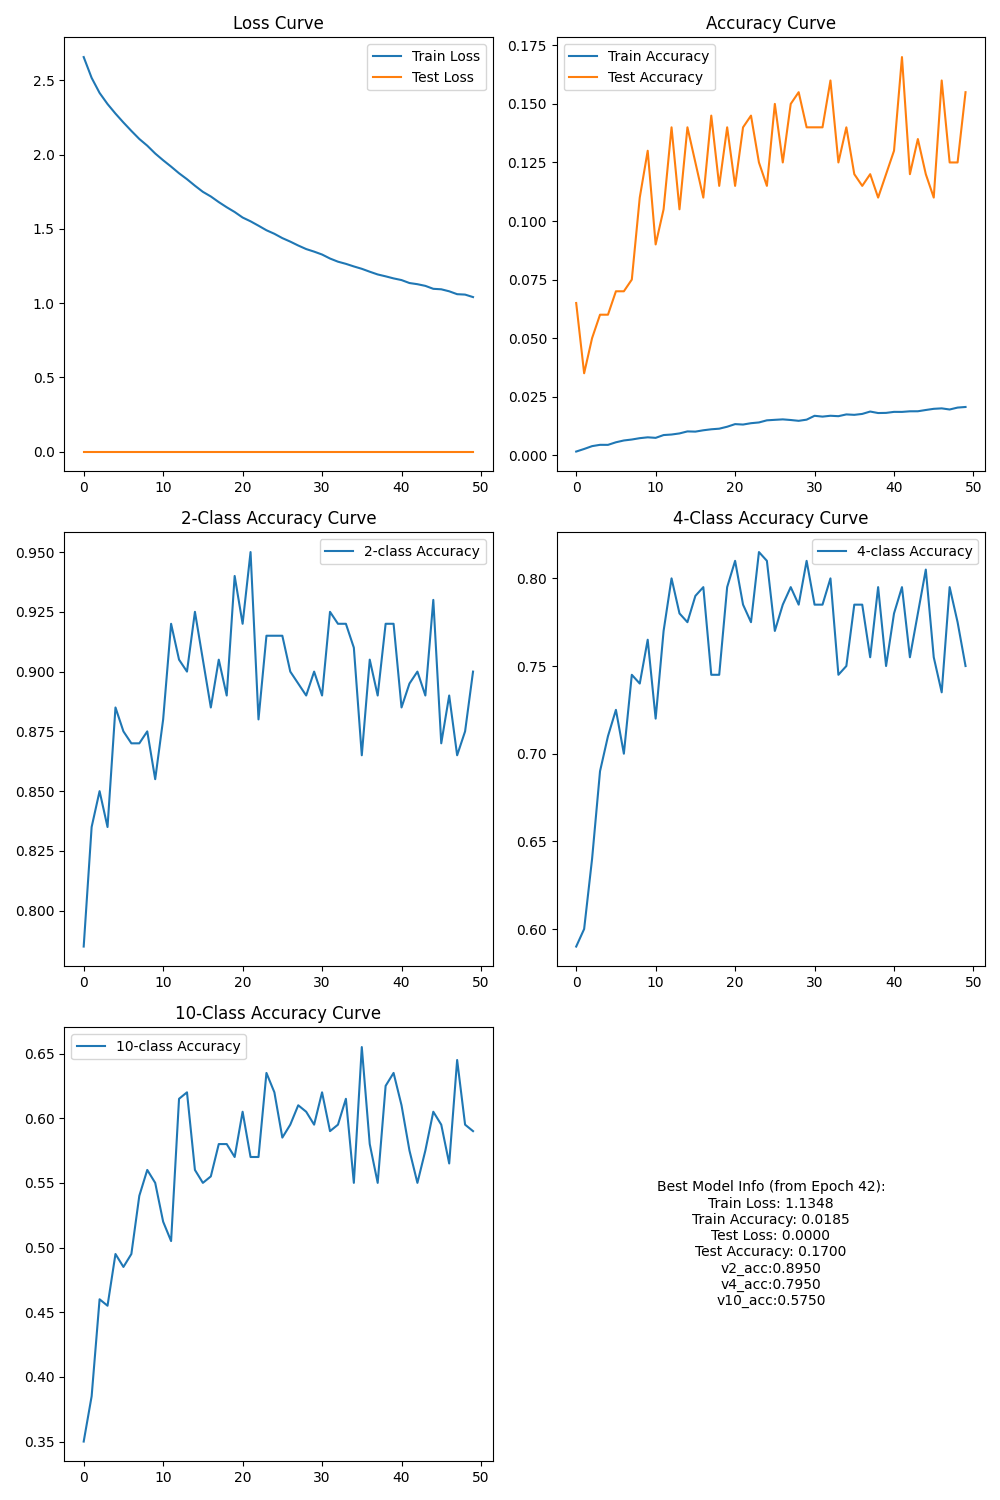 Loss Curve
Train Loss
Test Loss
2.5
2.0
1.5
1.0
0.5
0.0
0 10 20 30 40 50
Accuracy Curve
Train Accuracy
Test Accuracy
0.175
0.150
0.125
0.100
0.075
0.050
0.025
0.000
0 10 20 30 40 50
2-Class Accuracy Curve
2-class Accuracy
0.950
0.925
0.900
0.875
0.850
0.825
0.800
0 10 20 30 40 50
4-Class Accuracy Curve
4-class Accuracy
0.80
0.75
0.70
0.65
0.60
0 10 20 30 40 50
10-Class Accuracy Curve
10-class Accuracy
0.65
0.60
0.55
0.50
0.45
0.40
0.35
0 10 20 30 40 50
Best Model Info (from Epoch 42):
Train Loss: 1.1348
Train Accuracy: 0.0185
Test Loss: 0.0000
Test Accuracy: 0.1700
v2_acc:0.8950
v4_acc:0.7950
v10_acc:0.5750